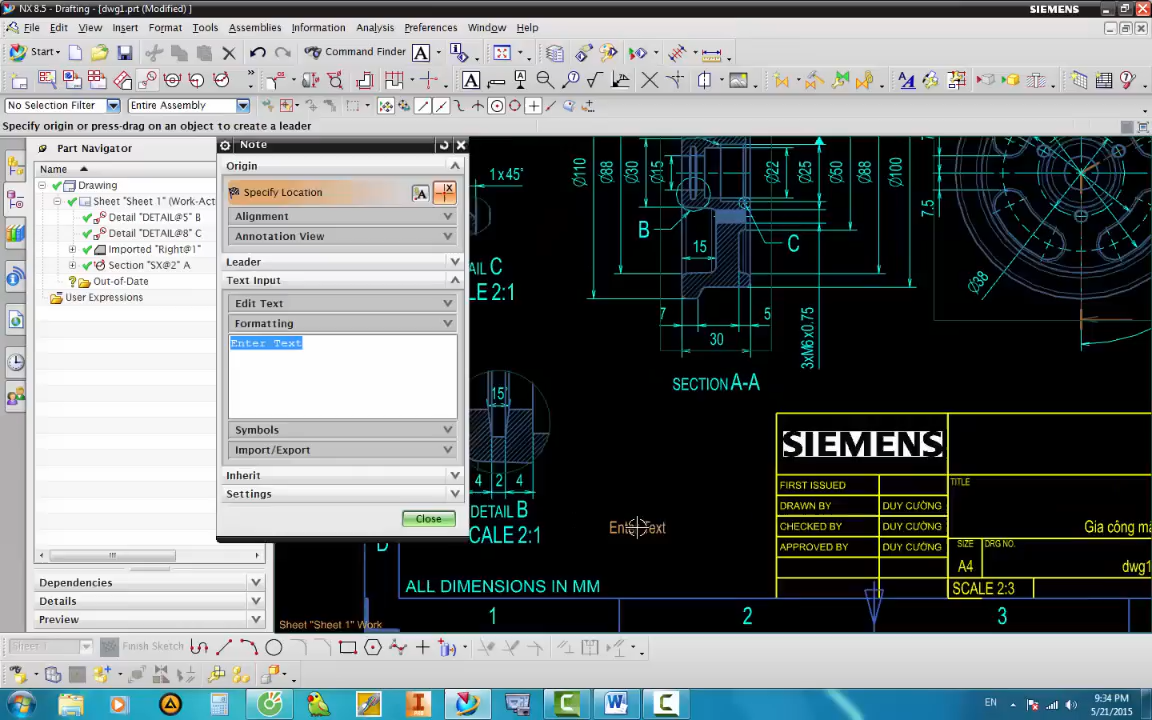 NX 8.5 - Drafting - [dwg1.prt (Modified) ]
SIEMENS
File Edit View Insert Format Tools Assemblies Information Analysis Preferences Window Help
Start
Command Finder
No Selection Filter
Entire Assembly
Specify origin or press-drag on an object to create a leader
Part Navigator
Name
Drawing
Sheet "Sheet 1" (Work-Act
Detail "DETAIL@5" B
Detail "DETAIL@8" C
Imported "Right@1"
Section "SX@2" A
Out-of-Date
User Expressions
Dependencies
Details
Preview
Note
Origin
Specify Location
Alignment
Annotation View
Leader
Text Input
Edit Text
Formatting
Enter Text
Symbols
Import/Export
Inherit
Settings
Close
1x45°
AIL C
LE 2:1
Ø110
Ø88
Ø30
Ø15
Ø22
Ø25
Ø50
Ø88
Ø100
B
C
15
7
5
30
3xM6x0.75
SECTION A-A
7.5
Ø38
15
4 2 4
DETAIL B
SCALE 2:1
Enter Text
ALL DIMENSIONS IN MM
1 2 3
SIEMENS
FIRST ISSUED
TITLE
DRAWN BY DUY CƯỜNG
CHECKED BY DUY CƯỜNG
Gia công mã
APPROVED BY DUY CƯỜNG
SIZE
DRG NO.
A4
dwg1
SCALE 2:3
Sheet "Sheet 1" Work
Sheet 1
Finish Sketch
EN
9:34 PM
5/21/2015